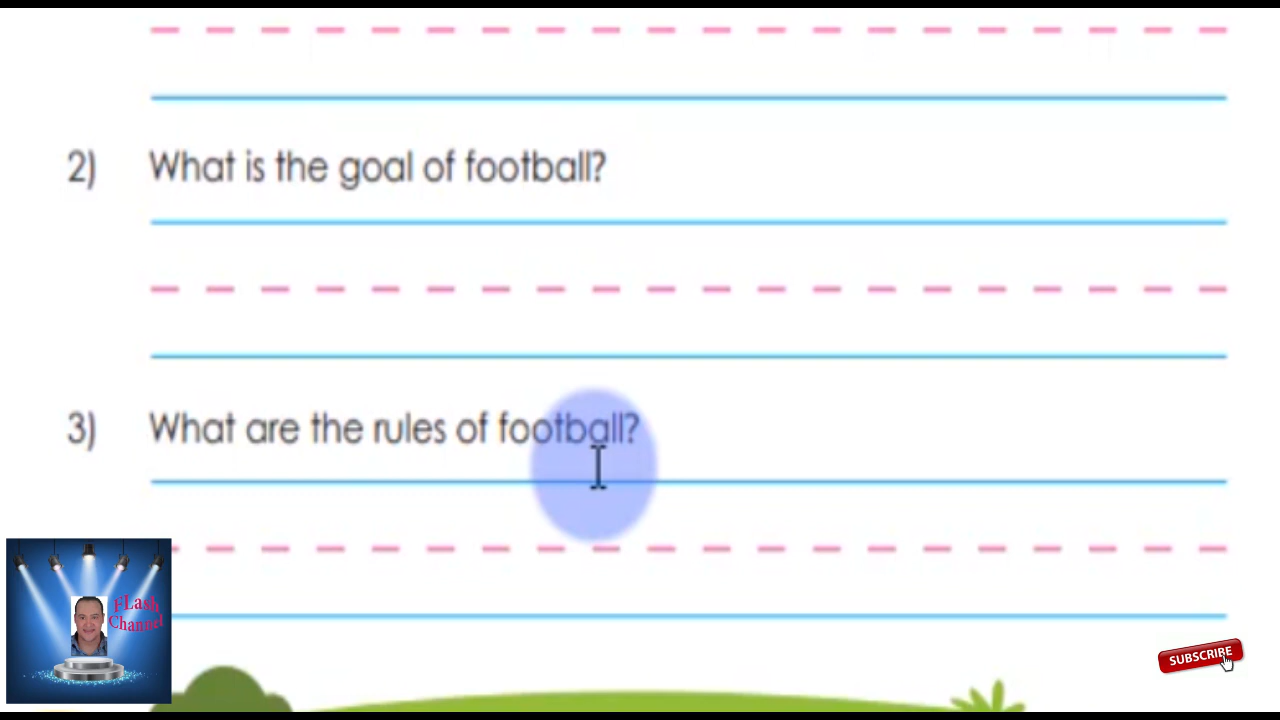 2) What is the goal of football?
3) What are the rules of football?
FLash
Channel
SUBSCRIBE